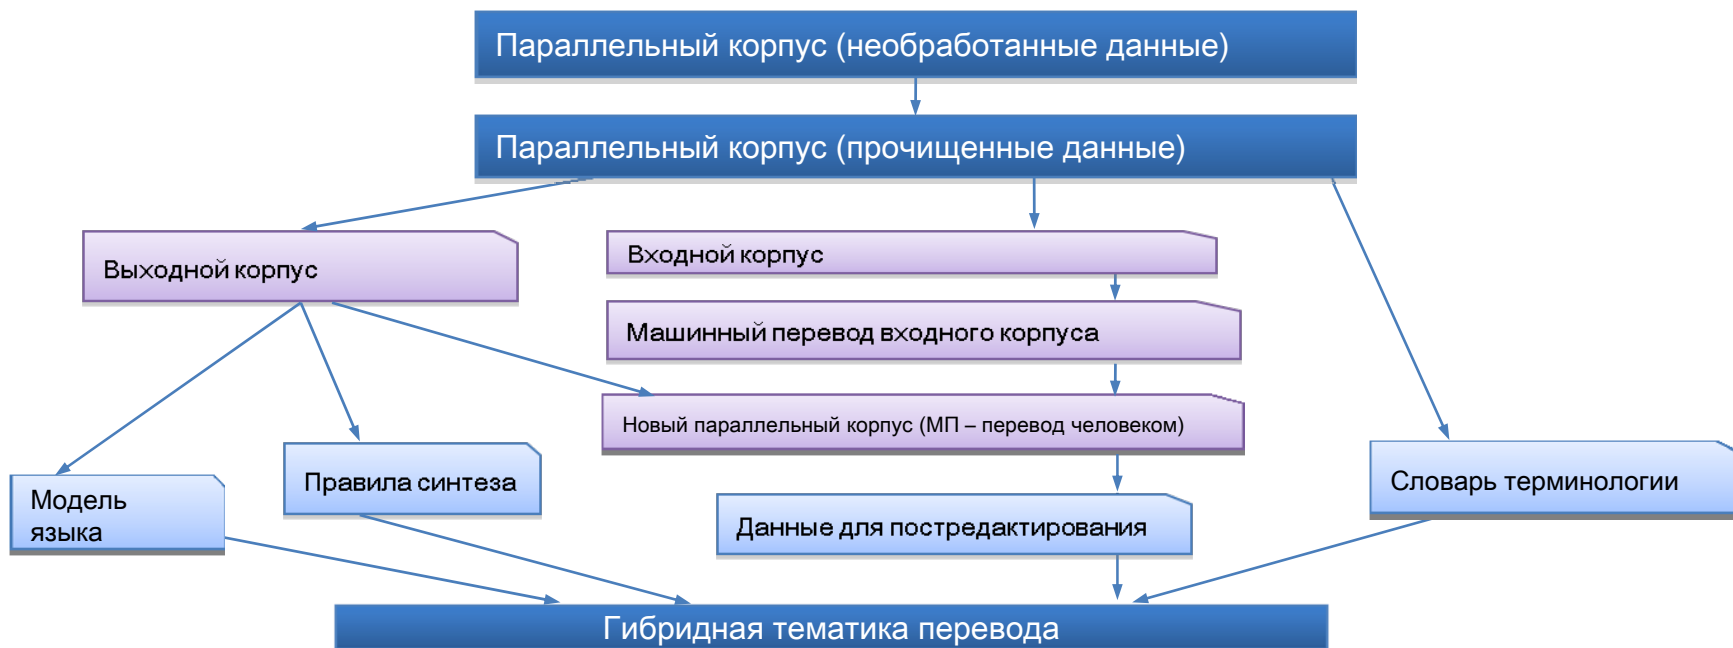 Параллельный корпус (необработанные данные)
Параллельный корпус (прочищенные данные)
Выходной корпус
Входной корпус
Машинный перевод входного корпуса
Новый параллельный корпус (МП – перевод человеком)
Модель
языка
Правила синтеза
Данные для постредактирования
Словарь терминологии
Гибридная тематика перевода